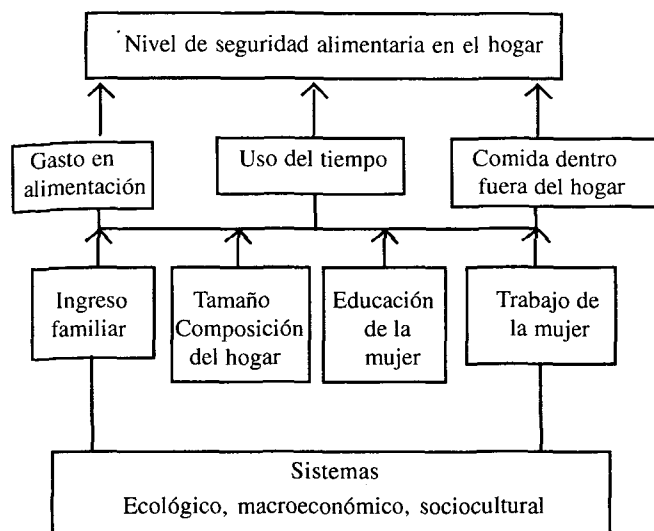 Nivel de seguridad alimentaria en el hogar
Gasto en
alimentación
Uso del tiempo
Comida dentro
fuera del hogar
Ingreso
familiar
Tamaño
Composición
del hogar
Educación
de la
mujer
Trabajo de
la mujer
Sistemas
Ecológico, macroeconómico, sociocultural